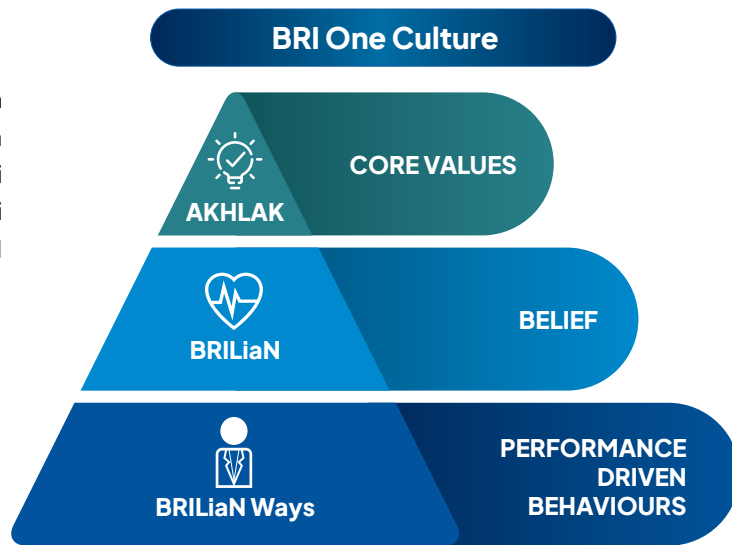 BRI One Culture
AKHLAK
CORE VALUES
BRILiaN
BELIEF
BRILiaN Ways
PERFORMANCE
DRIVEN
BEHAVIOURS